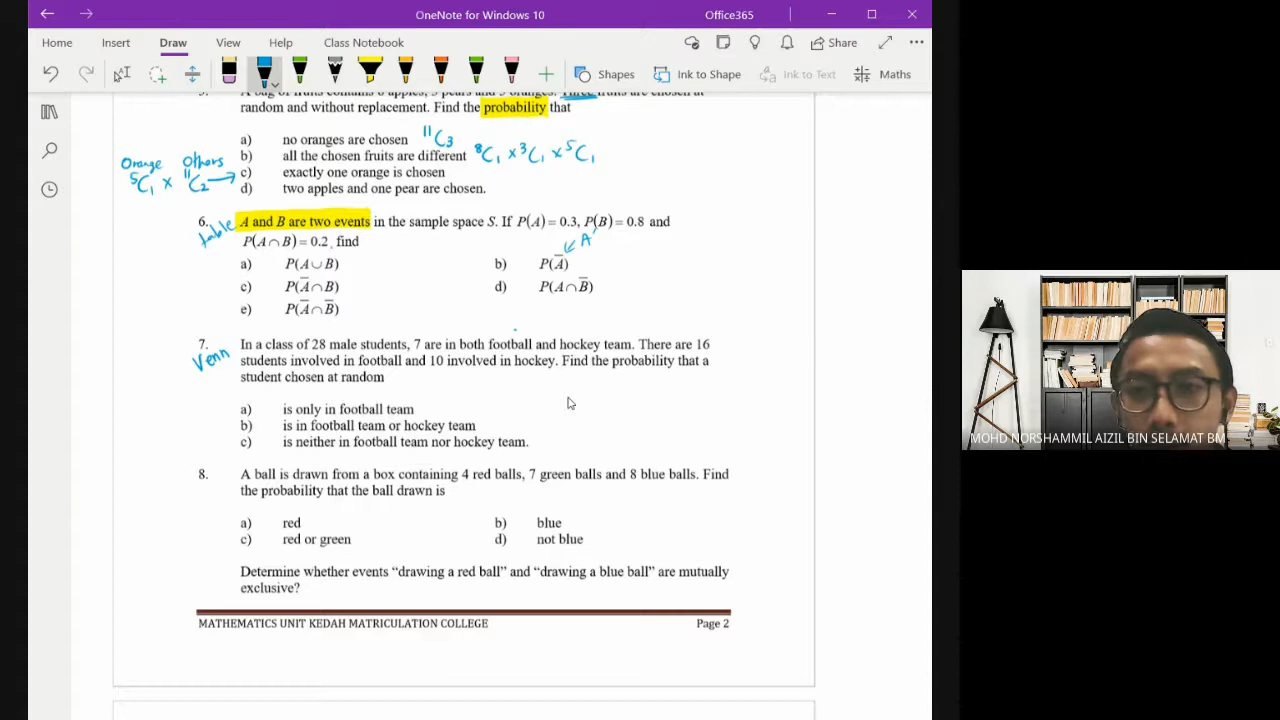 OneNote for Windows 10
Office365
Home Insert Draw View Help Class Notebook
Share
Shapes Ink to Shape Ink to Text Maths
random and without replacement. Find the probability that
a) no oranges are chosen ¹¹C₃
b) all the chosen fruits are different ⁸C₁ × ³C₁ × ⁵C₁
Orange Others
⁵C₁ × ¹¹C₂ →
c) exactly one orange is chosen
d) two apples and one pear are chosen.
table
6. A and B are two events in the sample space S. If P(A) = 0.3, P(B) = 0.8 and
P(A∩B) = 0.2, find
A'
a) P(A∪B) b) P(A̅)
c) P(A̅∩B) d) P(A∩B̅)
e) P(A̅∩B̅)
7. In a class of 28 male students, 7 are in both football and hockey team. There are 16
Venn
students involved in football and 10 involved in hockey. Find the probability that a
student chosen at random
a) is only in football team
b) is in football team or hockey team
c) is neither in football team nor hockey team.
8. A ball is drawn from a box containing 4 red balls, 7 green balls and 8 blue balls. Find
the probability that the ball drawn is
a) red b) blue
c) red or green d) not blue
Determine whether events “drawing a red ball” and “drawing a blue ball” are mutually
exclusive?
MATHEMATICS UNIT KEDAH MATRICULATION COLLEGE Page 2
MOHD NORSHAMMIL AIZIL BIN SELAMAT BM